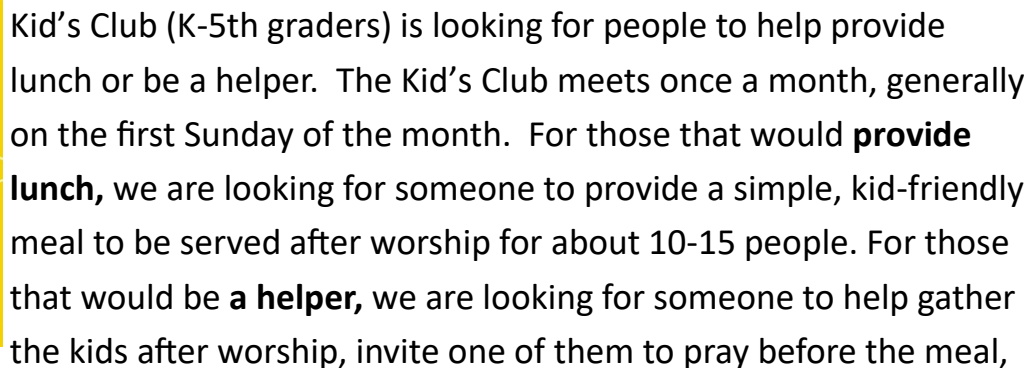 Kid’s Club (K-5th graders) is looking for people to help provide
lunch or be a helper.  The Kid’s Club meets once a month, generally
on the first Sunday of the month.  For those that would provide
lunch, we are looking for someone to provide a simple, kid-friendly
meal to be served after worship for about 10-15 people. For those
that would be a helper, we are looking for someone to help gather
the kids after worship, invite one of them to pray before the meal,